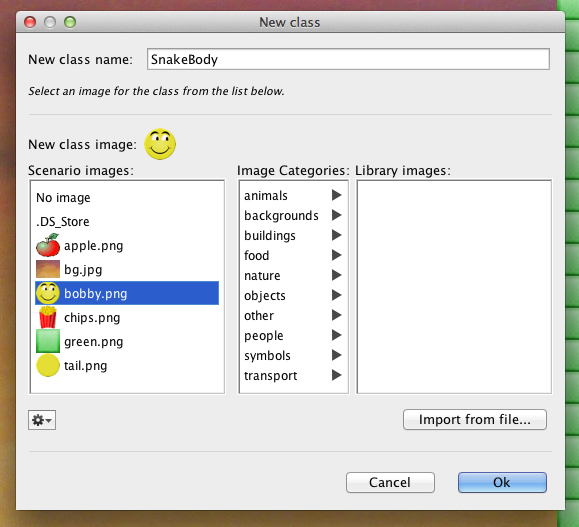 New class
New class name: SnakeBody
Select an image for the class from the list below.
New class image:
Scenario images:
No image
.DS_Store
apple.png
bg.jpg
bobby.png
chips.png
green.png
tail.png
Image Categories:
animals
backgrounds
buildings
food
nature
objects
other
people
symbols
transport
Library images:
Import from file...
Cancel
Ok